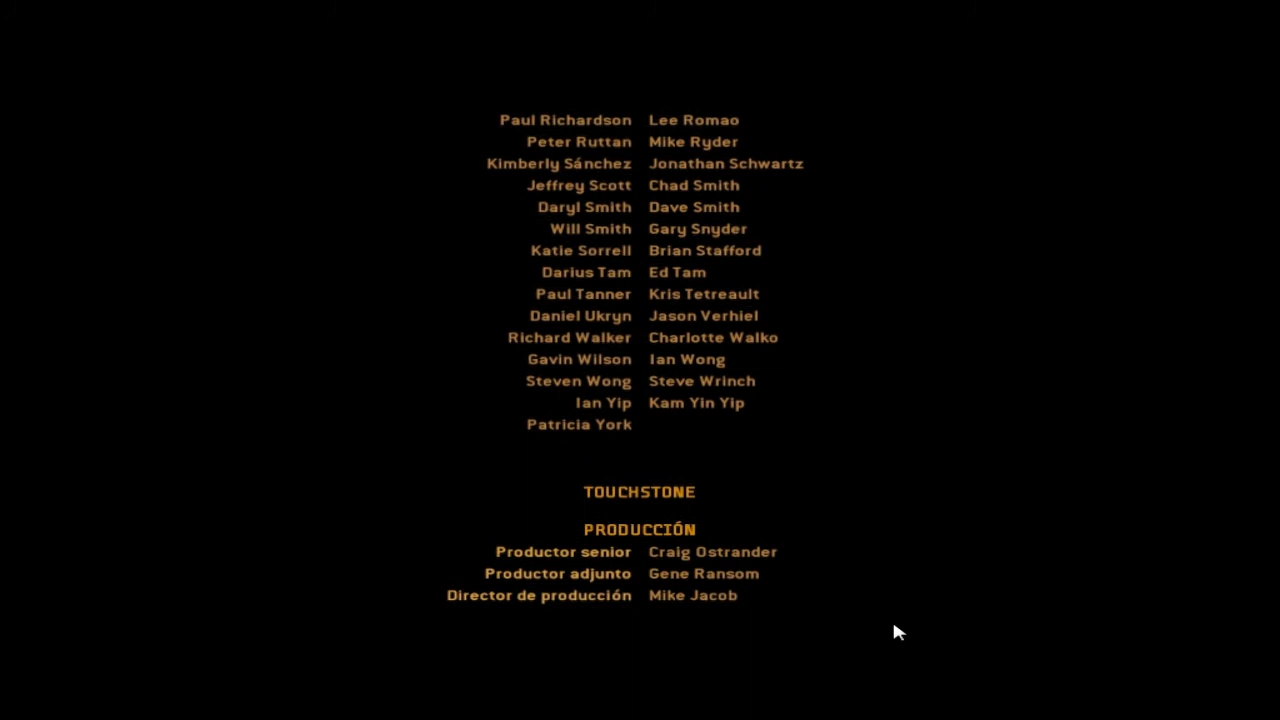 Paul Richardson Lee Romao
Peter Ruttan Mike Ryder
Kimberly Sánchez Jonathan Schwartz
Jeffrey Scott Chad Smith
Daryl Smith Dave Smith
Will Smith Gary Snyder
Katie Sorrell Brian Stafford
Darius Tam Ed Tam
Paul Tanner Kris Tetreault
Daniel Ukryn Jason Verhiel
Richard Walker Charlotte Walko
Gavin Wilson Ian Wong
Steven Wong Steve Wrinch
Ian Yip Kam Yin Yip
Patricia York
TOUCHSTONE
PRODUCCIÓN
Productor senior Craig Ostrander
Productor adjunto Gene Ransom
Director de producción Mike Jacob